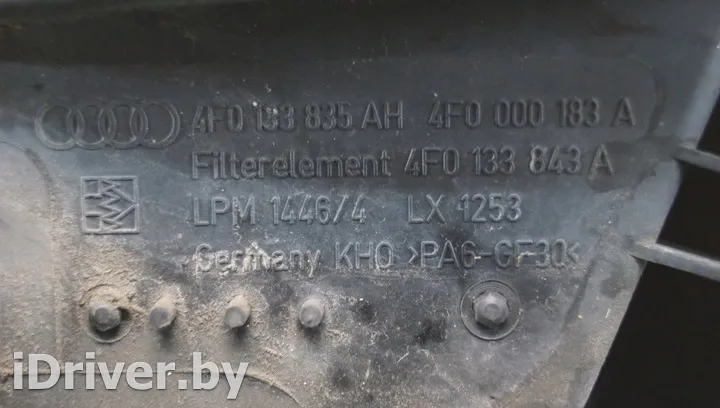 4F0 133 835 AH 4F0 000 183 A
Filterelement 4F0 133 843 A
LPM 1446/4 LX 1253
Germany KHO >PA6-GF30<
iDriver.by